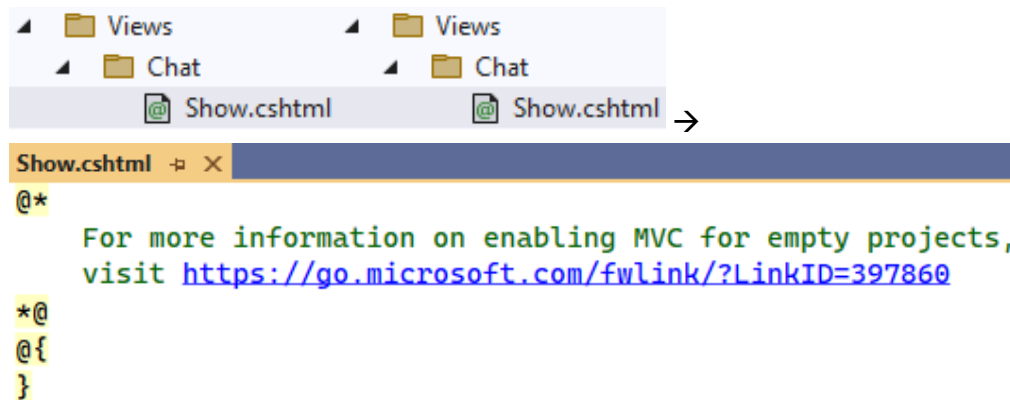 Views Views
Chat Chat
Show.cshtml Show.cshtml →
Show.cshtml
@*
For more information on enabling MVC for empty projects,
visit https://go.microsoft.com/fwlink/?LinkID=397860
*@
@{
}